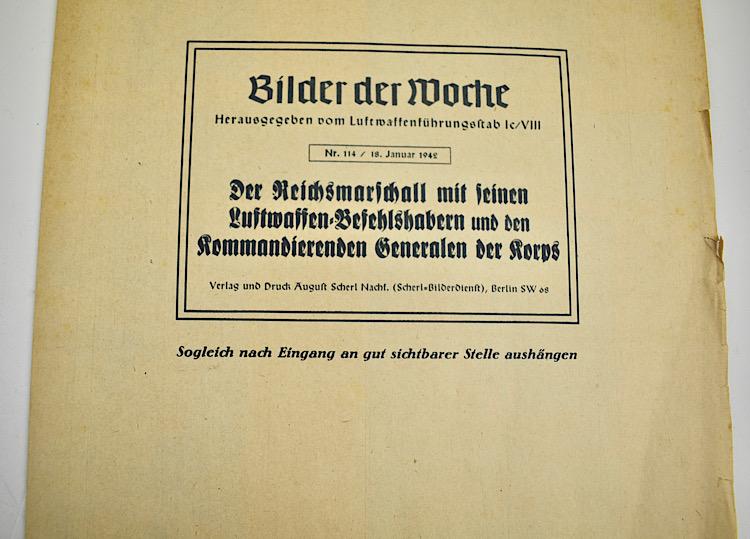 Bilder der Woche
Herausgegeben vom Luftwaffenführungsſtab Ic/VIII
Nr. 114 / 18. Januar 1942
Der Reichsmarſchall mit ſeinen
Luftwaffen-Befehlshabern und den
Kommandierenden Generalen der Korps
Verlag und Druck Auguſt Scherl Nachf. (Scherl-Bilderdienſt), Berlin SW 68
Sogleich nach Eingang an gut sichtbarer Stelle aushängen